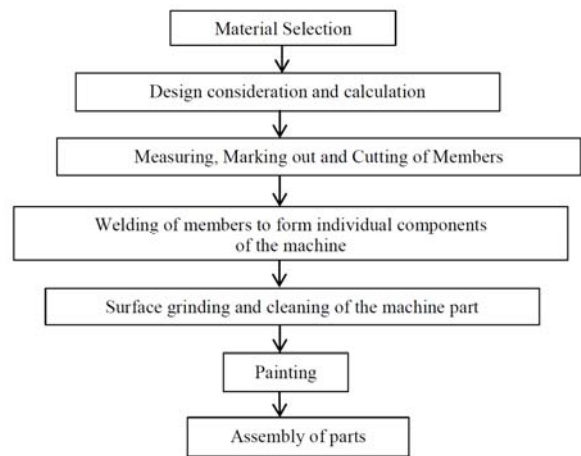 Material Selection
Design consideration and calculation
Measuring, Marking out and Cutting of Members
Welding of members to form individual components
of the machine
Surface grinding and cleaning of the machine part
Painting
Assembly of parts